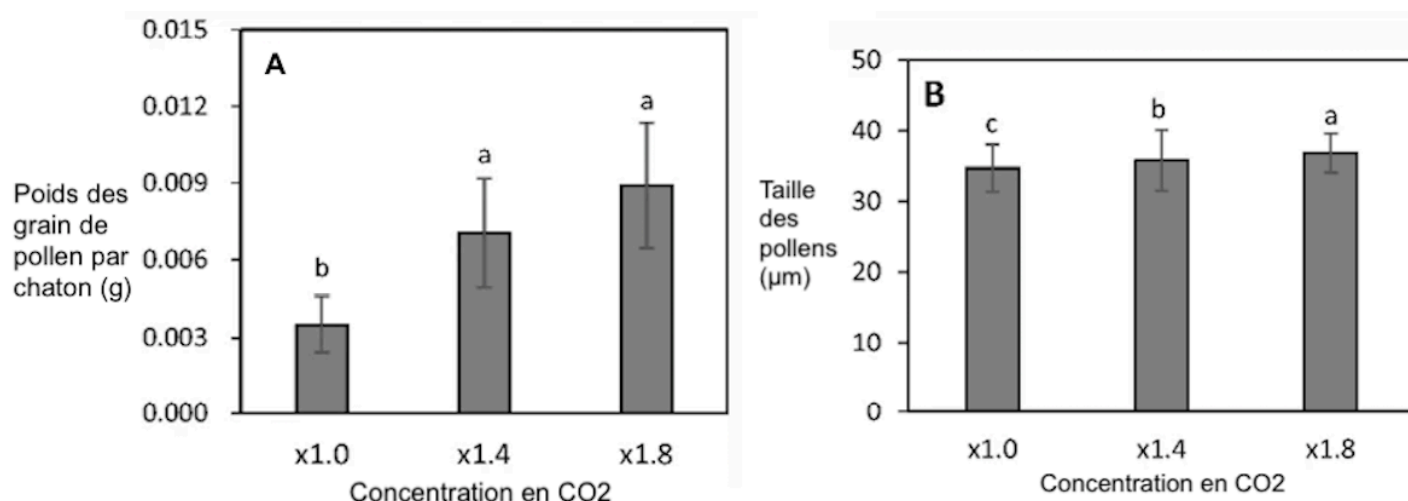 0.015
A
0.012
a
a
0.009
Poids des
grain de
pollen par
chaton (g)
0.006
b
0.003
0.000
x1.0 x1.4 x1.8
Concentration en CO2
50
B
c b a
40
Taille
des
pollens
(µm)
30
20
10
0
x1.0 x1.4 x1.8
Concentration en CO2